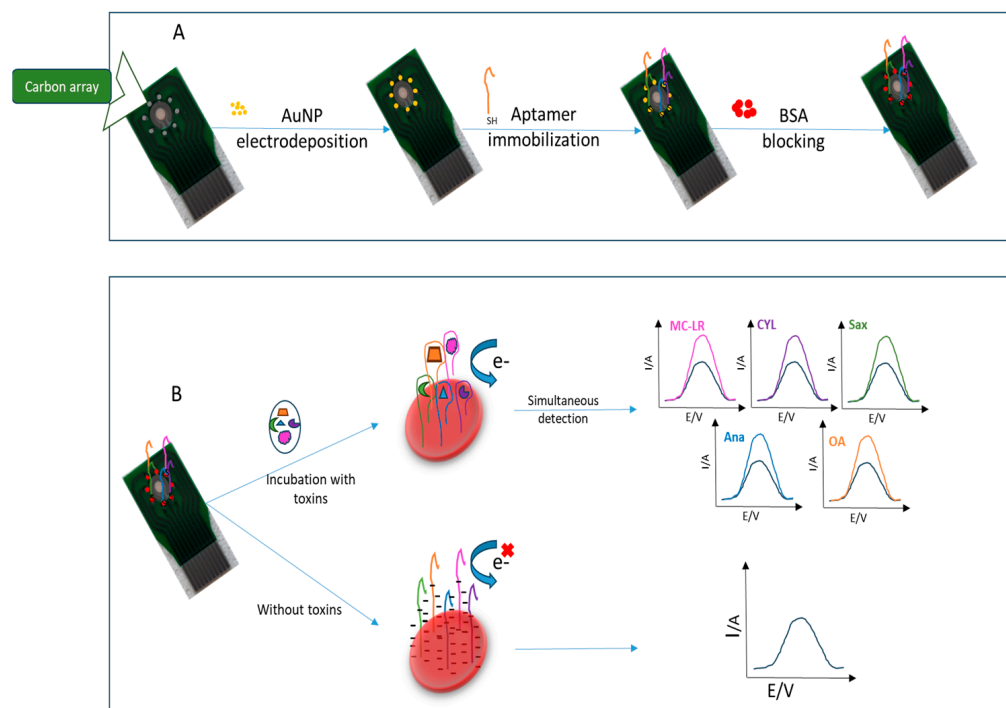 A
Carbon array
AuNP
electrodeposition
SH
Aptamer
immobilization
BSA
blocking
B
Incubation with
toxins
Without toxins
e-
e-
Simultaneous
detection
MC-LR
I/A
E/V
CYL
I/A
E/V
Sax
I/A
E/V
Ana
I/A
E/V
OA
I/A
E/V
I/A
E/V